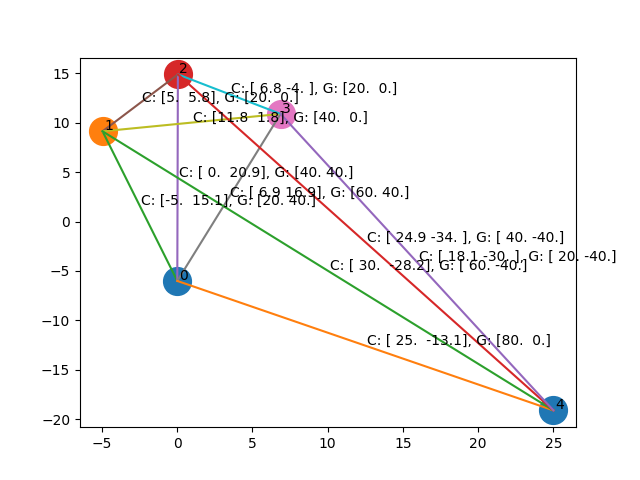 2
C: [ 6.8 -4. ], G: [20.  0.]
C: [5.  5.8], G: [20.  0.]
3
C: [11.8  1.8], G: [40.  0.]
1
C: [ 0.  20.9], G: [40. 40.]
C: [ 6.9 16.9], G: [60. 40.]
C: [-5.  15.1], G: [20. 40.]
C: [ 24.9 -34. ], G: [ 40. -40.]
C: [ 18.1 -30. ], G: [ 20. -40.]
C: [ 30.  -28.2], G: [ 60. -40.]
0
C: [ 25.  -13.1], G: [80.  0.]
4
15
10
5
0
−5
−10
−15
−20
−5 0 5 10 15 20 25